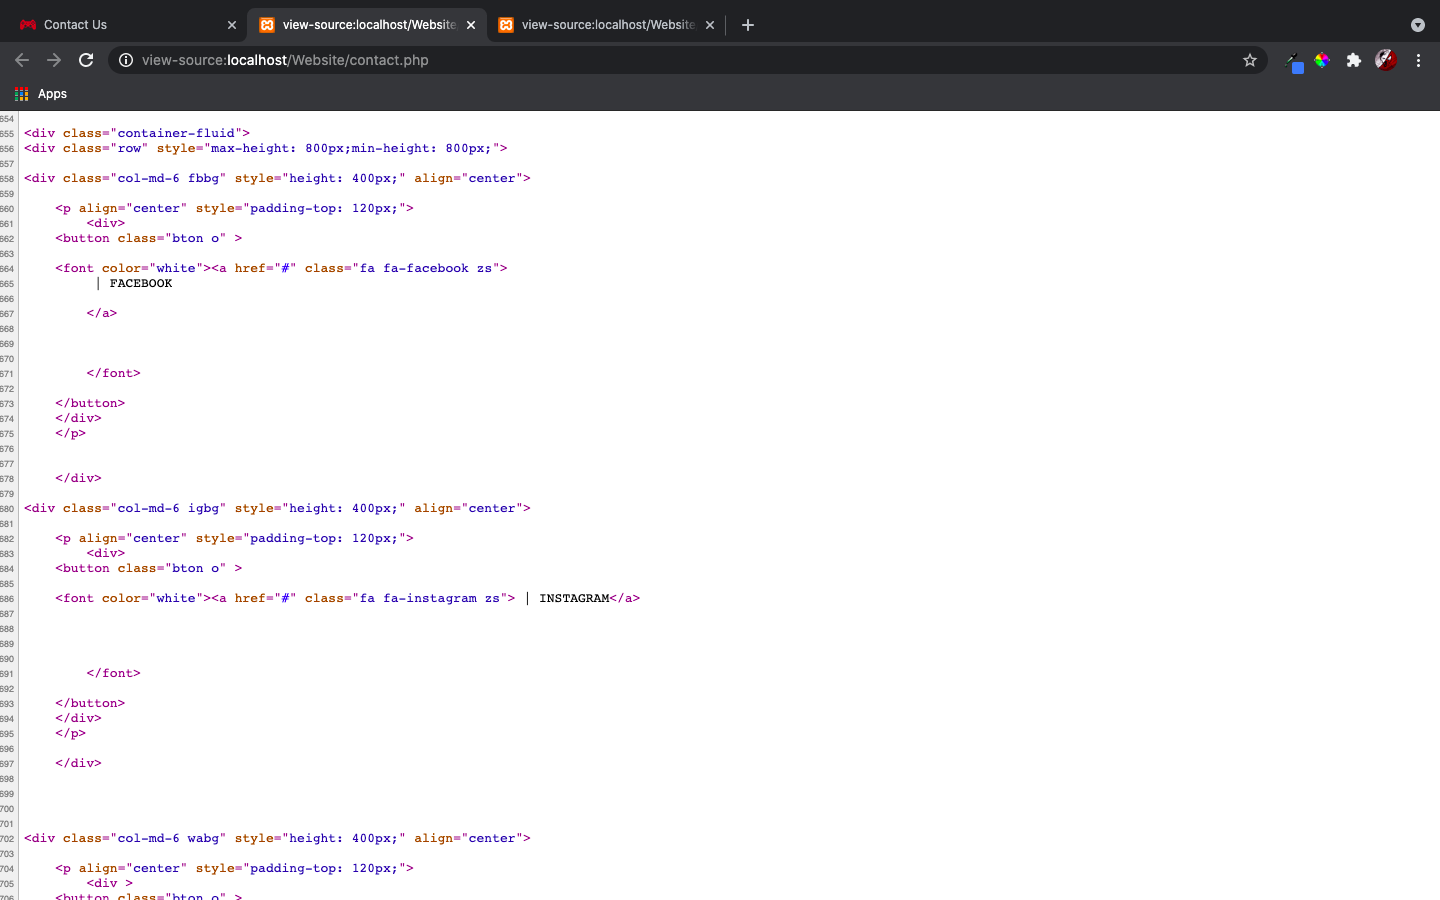 Contact Us
view-source:localhost/Website
view-source:localhost/Website
view-source:localhost/Website/contact.php
Apps
654
655 <div class="container-fluid">
656 <div class="row" style="max-height: 800px;min-height: 800px;">
657
658 <div class="col-md-6 fbbg" style="height: 400px;" align="center">
659
660 <p align="center" style="padding-top: 120px;">
661 <div>
662 <button class="bton o" >
663
664 <font color="white"><a href="#" class="fa fa-facebook zs">
665 | FACEBOOK
666
667 </a>
668
669
670
671 </font>
672
673 </button>
674 </div>
675 </p>
676
677
678 </div>
679
680 <div class="col-md-6 igbg" style="height: 400px;" align="center">
681
682 <p align="center" style="padding-top: 120px;">
683 <div>
684 <button class="bton o" >
685
686 <font color="white"><a href="#" class="fa fa-instagram zs"> | INSTAGRAM</a>
687
688
689
690
691 </font>
692
693 </button>
694 </div>
695 </p>
696
697 </div>
698
699
700
701
702 <div class="col-md-6 wabg" style="height: 400px;" align="center">
703
704 <p align="center" style="padding-top: 120px;">
705 <div >
706 <button class="bton o" >